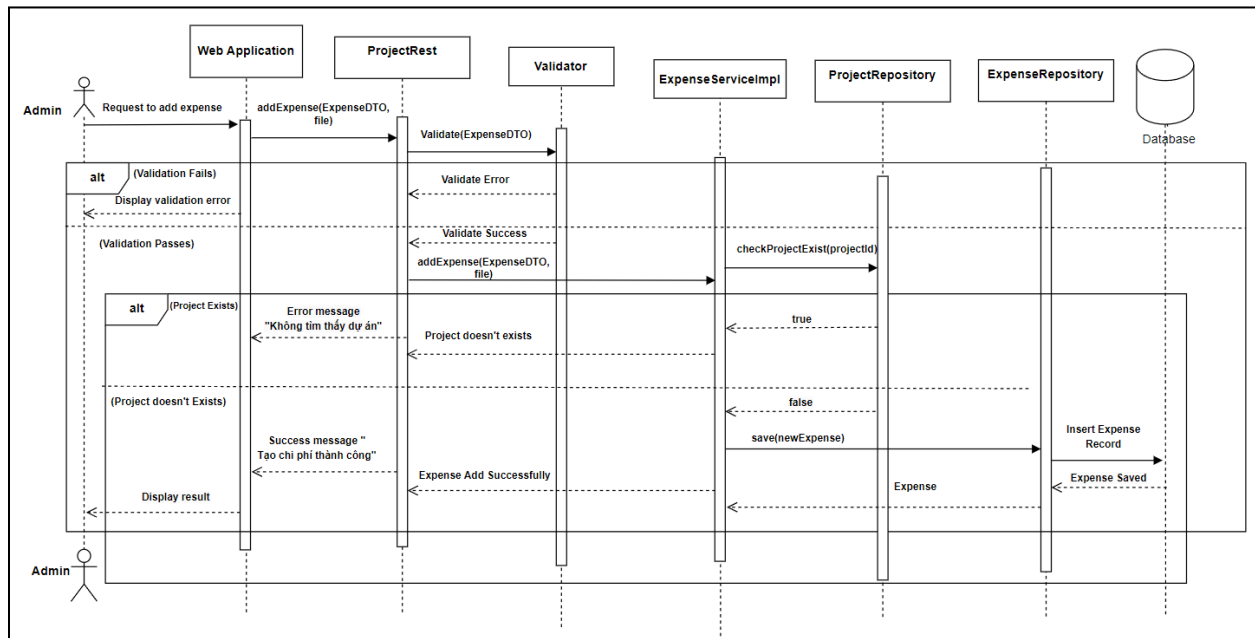 Web Application
ProjectRest
Validator
ExpenseServiceImpl
ProjectRepository
ExpenseRepository
Database
Admin
Request to add expense
addExpense(ExpenseDTO,
file)
Validate(ExpenseDTO)
alt
(Validation Fails)
Validate Error
Display validation error
(Validation Passes)
Validate Success
addExpense(ExpenseDTO,
file)
checkProjectExist(projectId)
alt
(Project Exists)
Error message
"Không tìm thấy dự án"
true
Project doesn't exists
(Project doesn't Exists)
false
Success message "
Tạo chi phí thành công"
save(newExpense)
Insert Expense
Record
Expense Add Successfully
Expense Saved
Expense
Display result
Admin